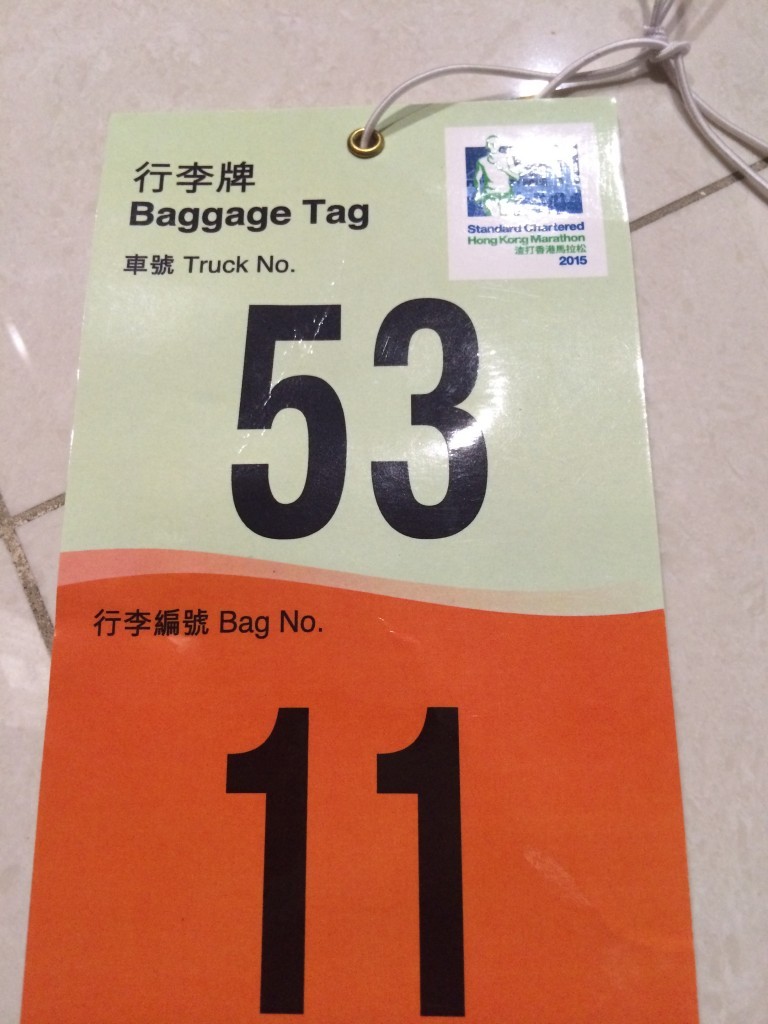 行李牌
Baggage Tag
車號 Truck No.
Standard Chartered
Hong Kong Marathon
渣打香港馬拉松
2015
53
行李編號 Bag No.
11